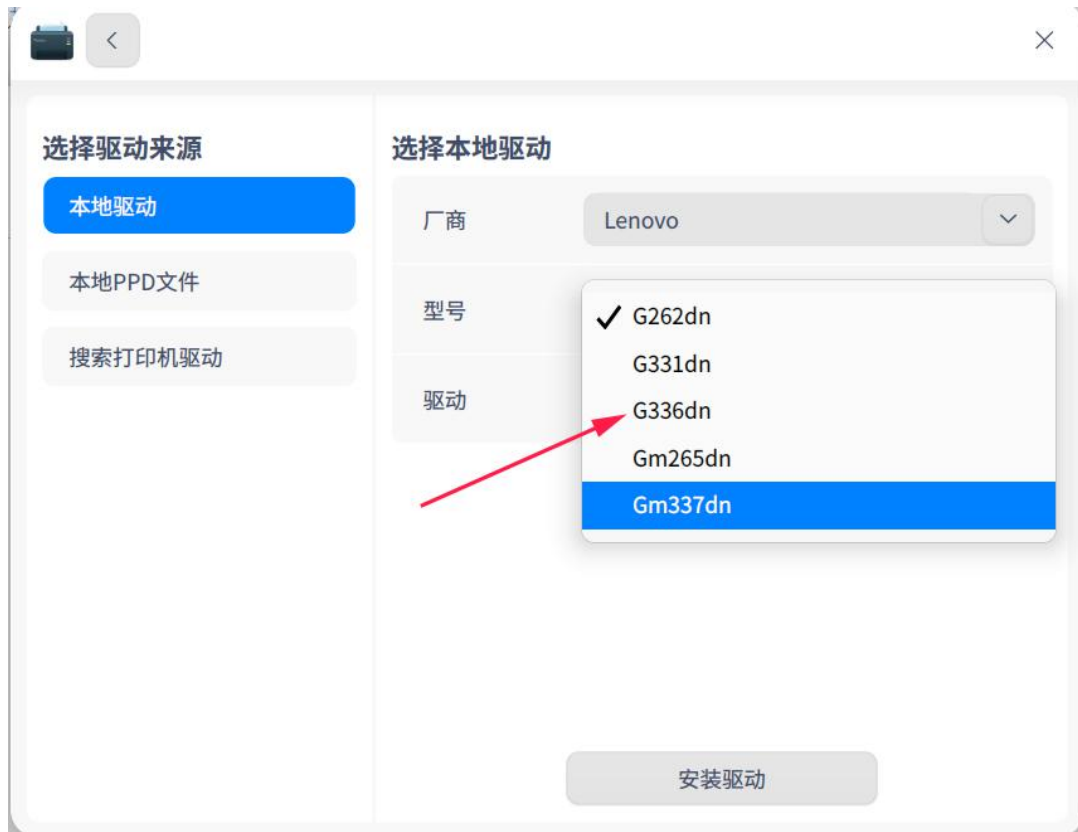 选择驱动来源
本地驱动
本地PPD文件
搜索打印机驱动
选择本地驱动
厂商
Lenovo
型号
G262dn
G331dn
G336dn
Gm265dn
Gm337dn
驱动
安装驱动